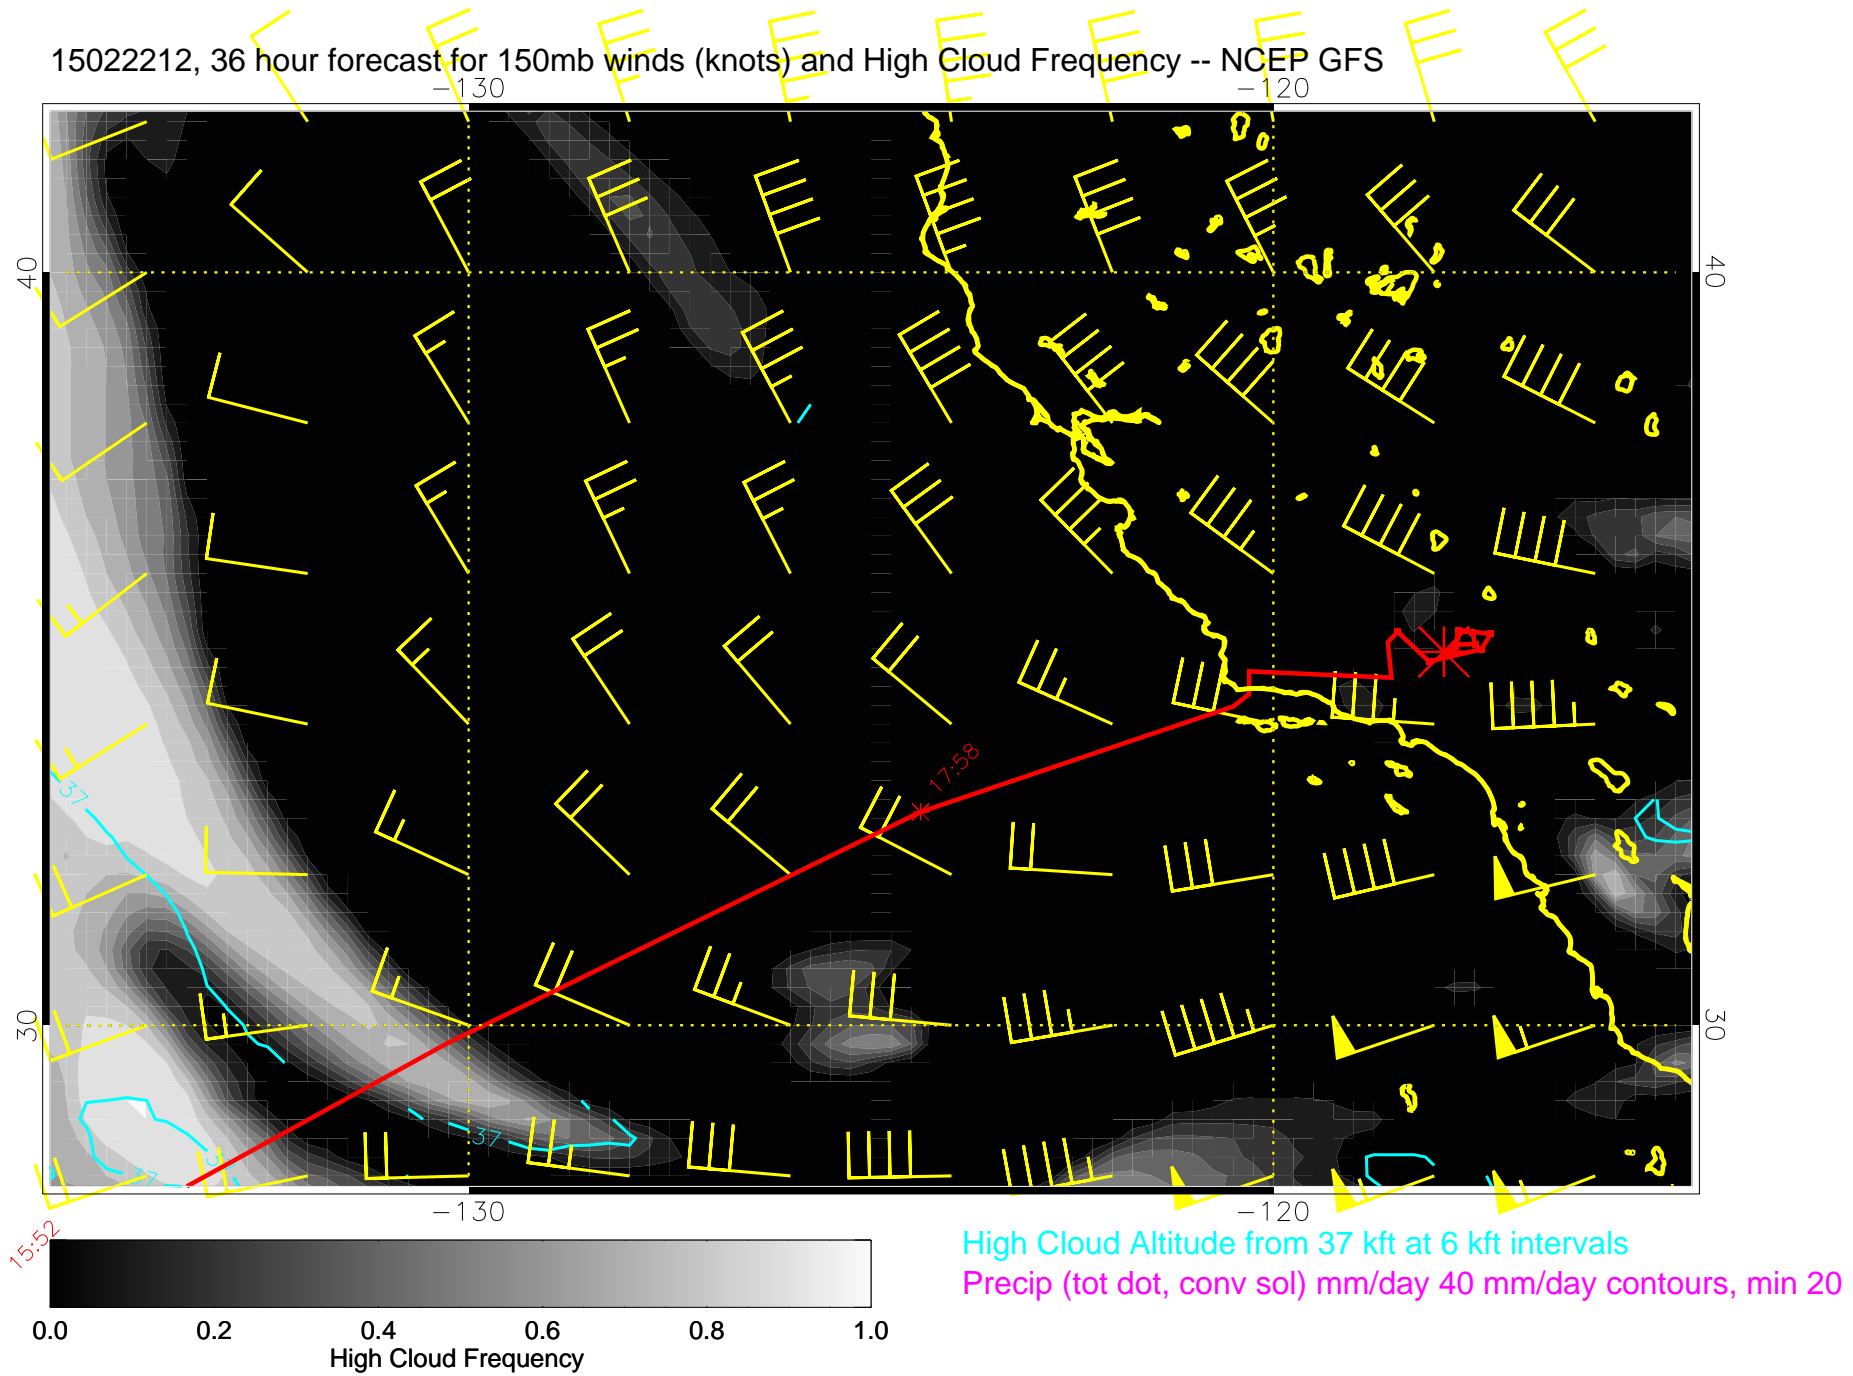 15022212, 36 hour forecast for 150mb winds (knots) and High Cloud Frequency -- NCEP GFS
-130 -120
40 40
17:58
37
30 30
37
37
-130 -120
15:52
High Cloud Altitude from 37 kft at 6 kft intervals
Precip (tot dot, conv sol) mm/day 40 mm/day contours, min 20
0.0 0.2 0.4 0.6 0.8 1.0
High Cloud Frequency